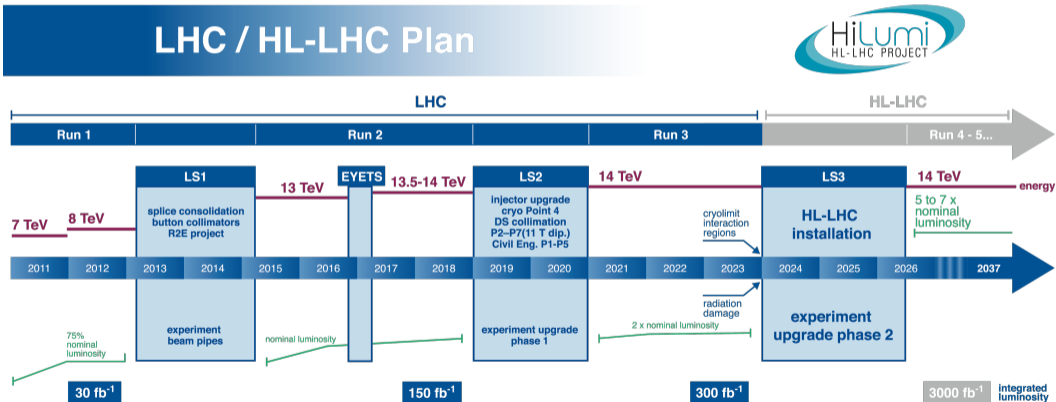 LHC / HL-LHC Plan
HiLumi
HL-LHC PROJECT
LHC
HL-LHC
Run 1
Run 2
Run 3
Run 4 - 5...
LS1
EYETS
LS2
LS3
7 TeV
8 TeV
13 TeV
13.5-14 TeV
14 TeV
14 TeV
energy
splice consolidation
button collimators
R2E project
injector upgrade
cryo Point 4
DS collimation
P2–P7(11 T dip.)
Civil Eng. P1-P5
cryolimit
interaction
regions
HL-LHC
installation
5 to 7 x
nominal
luminosity
2011
2012
2013
2014
2015
2016
2017
2018
2019
2020
2021
2022
2023
2024
2025
2026
2037
75%
nominal
luminosity
experiment
beam pipes
nominal luminosity
experiment upgrade
phase 1
2 x nominal luminosity
radiation
damage
experiment
upgrade phase 2
30 fb⁻¹
150 fb⁻¹
300 fb⁻¹
3000 fb⁻¹
integrated
luminosity